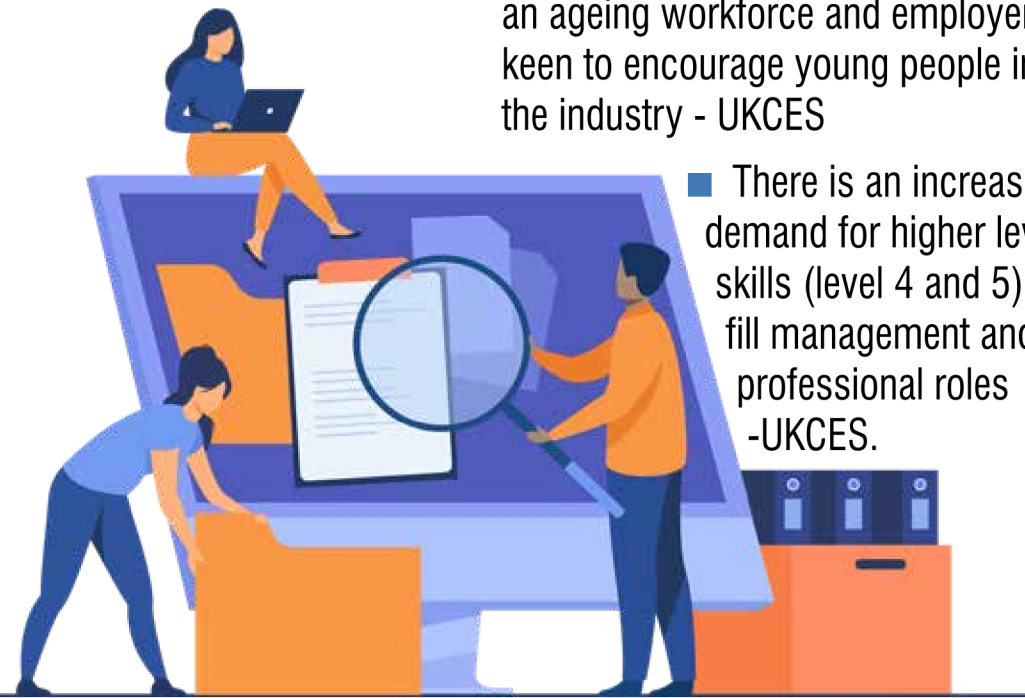 an ageing workforce and employer
keen to encourage young people i
the industry - UKCES
■ There is an increas
demand for higher lev
skills (level 4 and 5)
fill management and
professional roles
-UKCES.